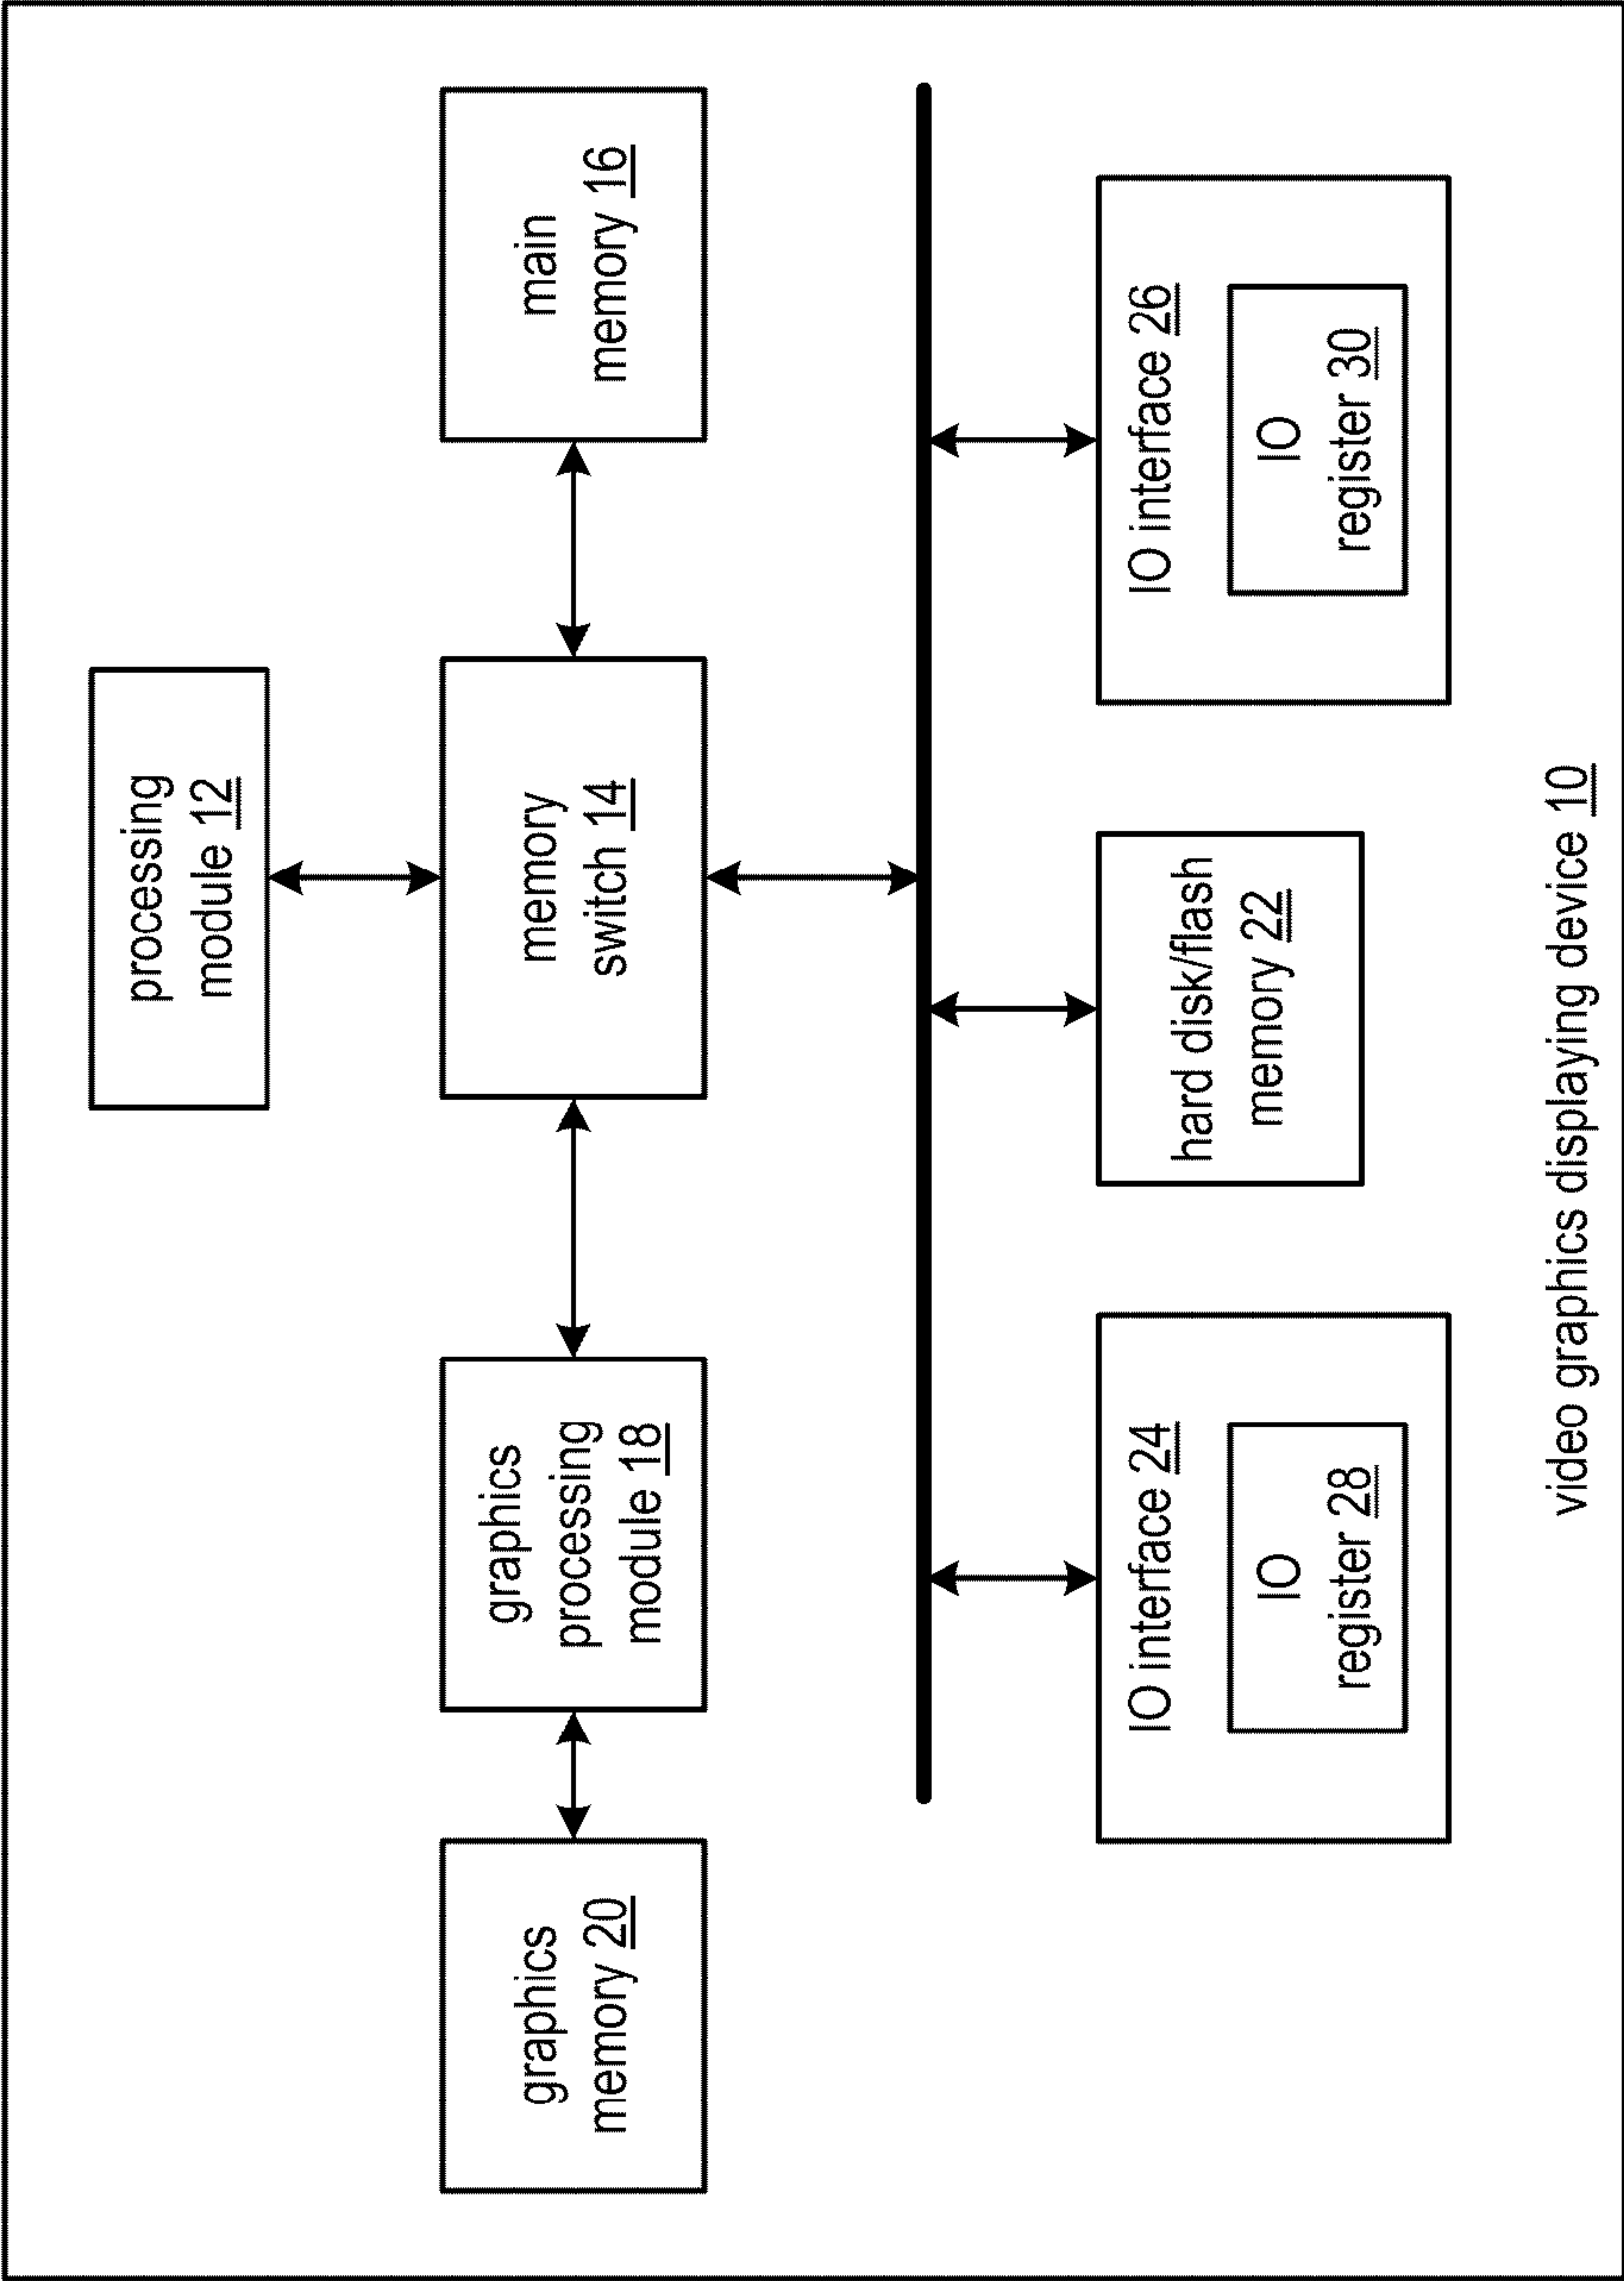 processing
module 12
graphics
memory 20
graphics
processing
module 18
memory
switch 14
main
memory 16
IO interface 24
IO
register 28
hard disk/flash
memory 22
IO interface 26
IO
register 30
video graphics displaying device 10